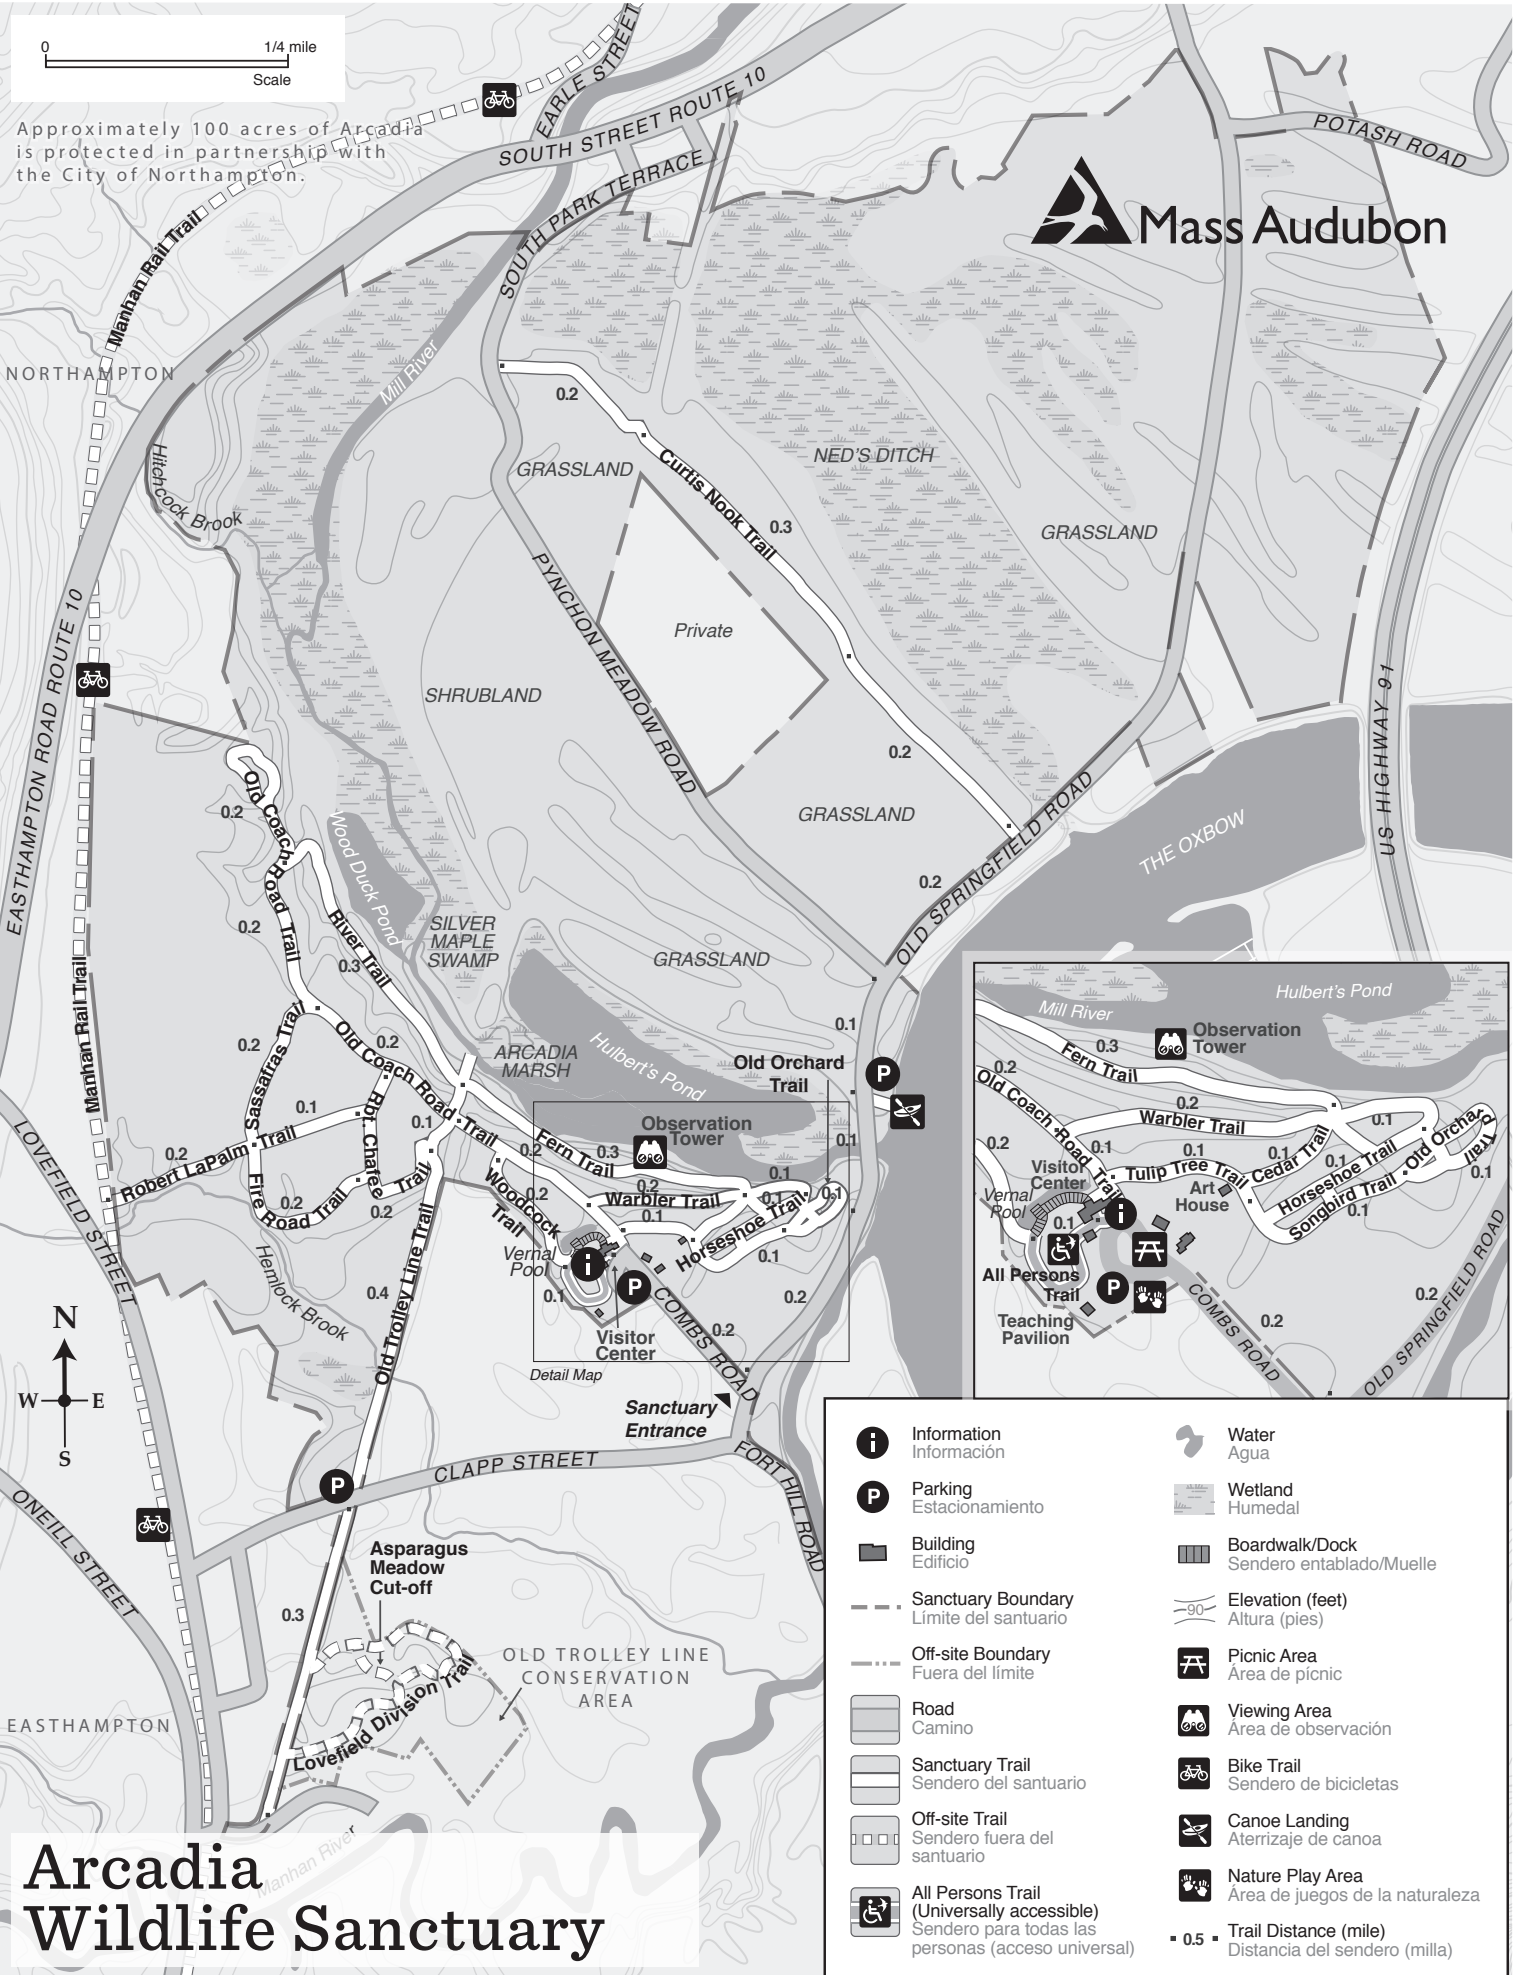 0
1/4 mile
Scale
Approximately 100 acres of Arcadia
is protected in partnership with
the City of Northampton.
EARLE STREET
SOUTH STREET ROUTE 10
SOUTH PARK TERRACE
POTASH ROAD
Mass Audubon
Manhan Rail Trail
NORTHAMPTON
Mill River
Hitchcock Brook
0.2
GRASSLAND
Curtis Nook Trail
NED'S DITCH
0.3
GRASSLAND
PYNCHON MEADOW ROAD
Private
EASTHAMPTON ROAD ROUTE 10
SHRUBLAND
US HIGHWAY 91
0.2
GRASSLAND
THE OXBOW
OLD SPRINGFIELD ROAD
0.2
Old Coach Road Trail
0.2
0.2
Wood Duck Pond
River Trail
0.3
SILVER
MAPLE
SWAMP
GRASSLAND
Manhan Rail Trail
Sassafras Trail
0.2
Old Coach Road Trail
0.2
ARCADIA
MARSH
Hulbert's Pond
0.1
Old Orchard
Trail
P
0.1
Observation
Tower
Rbt. Chafee Trail
0.1
0.1
0.2
Robert LaPalm Trail
0.2
Fire Road Trail
0.2
0.2
Fern Trail
0.3
0.2
Warbler Trail
0.2
0.1
0.1
0.1
0.1
Horseshoe Trail
0.1
0.2
Woodcock
Trail
0.2
Vernal
Pool
0.1
i
P
Visitor
Center
COMBS ROAD
0.2
Detail Map
Sanctuary
Entrance
LOVEFIELD STREET
Hemlock Brook
0.4
Old Trolley Line Trail
N
W
E
S
CLAPP STREET
FORT HILL ROAD
P
ONEILL STREET
Asparagus
Meadow
Cut-off
0.3
OLD TROLLEY LINE
CONSERVATION
AREA
Lovefield Division Trail
EASTHAMPTON
Manhan River
Arcadia
Wildlife Sanctuary
Mill River
Hulbert's Pond
Observation
Tower
0.3
Fern Trail
0.2
Old Coach Road Trail
0.2
Warbler Trail
0.1
0.2
0.1
0.1
Tulip Tree Trail
Cedar Trail
0.1
0.1
Horseshoe Trail
Old Orchard Trail
0.1
Songbird Trail
0.1
Visitor
Center
Vernal
Pool
0.1
Art
House
i
All Persons
Trail
P
Teaching
Pavilion
COMBS ROAD
0.2
0.2
OLD SPRINGFIELD ROAD
i
Information
Información
P
Parking
Estacionamiento
Building
Edificio
Sanctuary Boundary
Límite del santuario
Off-site Boundary
Fuera del límite
Road
Camino
Sanctuary Trail
Sendero del santuario
Off-site Trail
Sendero fuera del
santuario
All Persons Trail
(Universally accessible)
Sendero para todas las
personas (acceso universal)
Water
Agua
Wetland
Humedal
Boardwalk/Dock
Sendero entablado/Muelle
90
Elevation (feet)
Altura (pies)
Picnic Area
Área de pícnic
Viewing Area
Área de observación
Bike Trail
Sendero de bicicletas
Canoe Landing
Aterrizaje de canoa
Nature Play Area
Área de juegos de la naturaleza
0.5
Trail Distance (mile)
Distancia del sendero (milla)